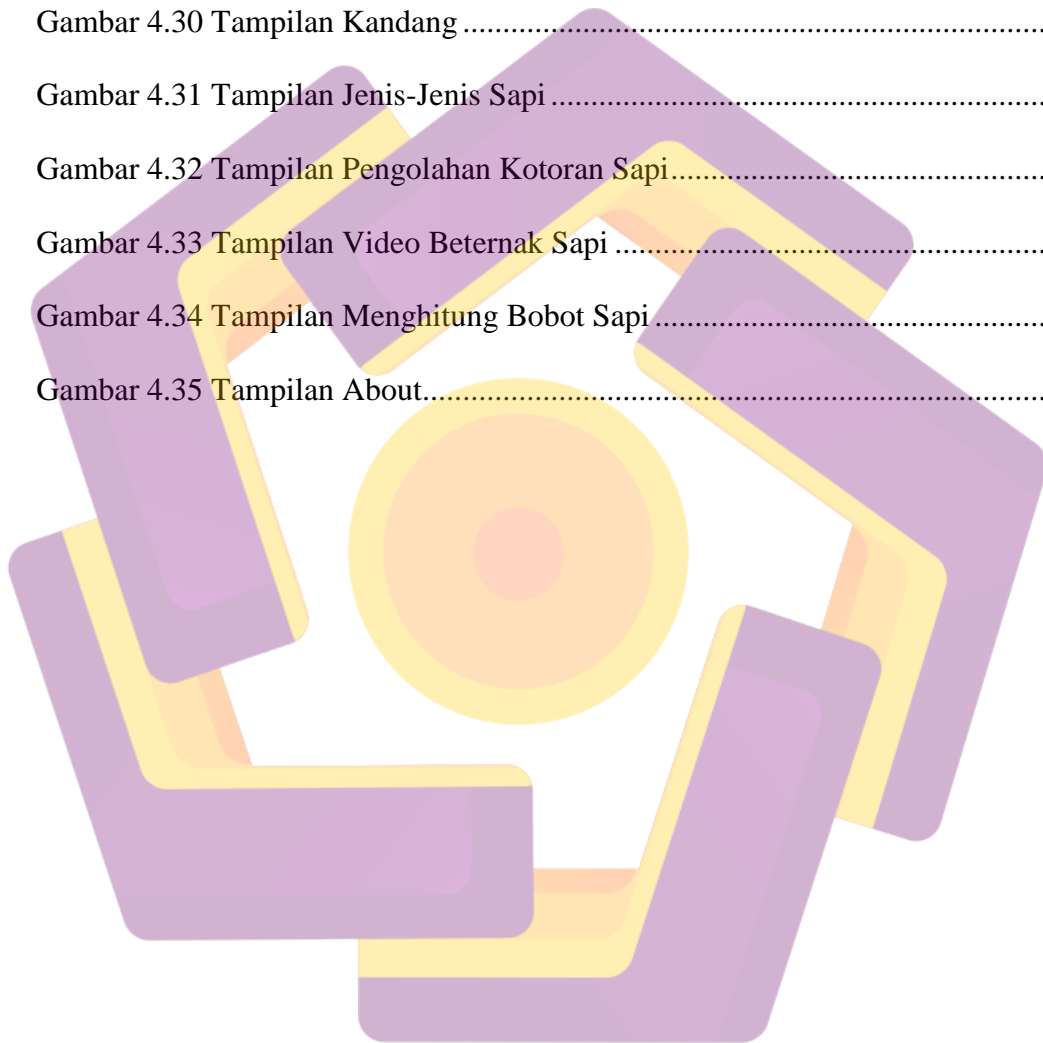 Gambar 4.30 Tampilan Kandang ........................................................................
Gambar 4.31 Tampilan Jenis-Jenis Sapi .............................................................
Gambar 4.32 Tampilan Pengolahan Kotoran Sapi..............................................
Gambar 4.33 Tampilan Video Beternak Sapi .....................................................
Gambar 4.34 Tampilan Menghitung Bobot Sapi ................................................
Gambar 4.35 Tampilan About.............................................................................